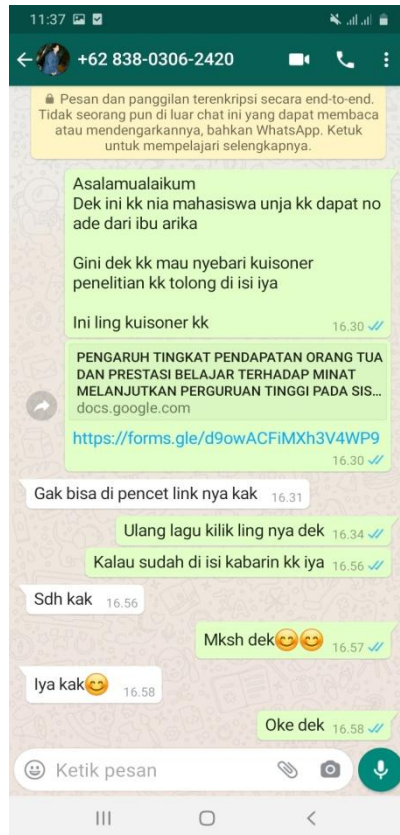 11:37
+62 838-0306-2420
Pesan dan panggilan terenkripsi secara end-to-end.
Tidak seorang pun di luar chat ini yang dapat membaca
atau mendengarkannya, bahkan WhatsApp. Ketuk
untuk mempelajari selengkapnya.
Asalamualaikum
Dek ini kk nia mahasiswa unja kk dapat no
ade dari ibu arika
Gini dek kk mau nyebari kuisoner
penelitian kk tolong di isi iya
Ini ling kuisoner kk
16.30
PENGARUH TINGKAT PENDAPATAN ORANG TUA
DAN PRESTASI BELAJAR TERHADAP MINAT
MELANJUTKAN PERGURUAN TINGGI PADA SIS...
docs.google.com
https://forms.gle/d9owACFiMXh3V4WP9
16.30
Gak bisa di pencet link nya kak 16.31
Ulang lagu kilik ling nya dek 16.34
Kalau sudah di isi kabarin kk iya 16.56
Sdh kak 16.56
Mksh dek😊😊 16.57
Iya kak😊 16.58
Oke dek 16.58
Ketik pesan